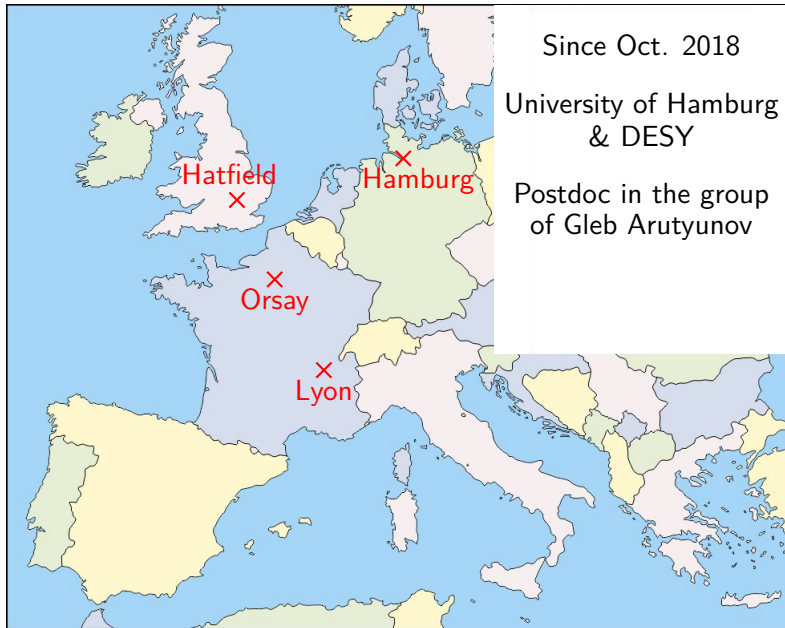 Since Oct. 2018
University of Hamburg
& DESY
Postdoc in the group
of Gleb Arutyunov
Hatfield
Hamburg
Orsay
Lyon